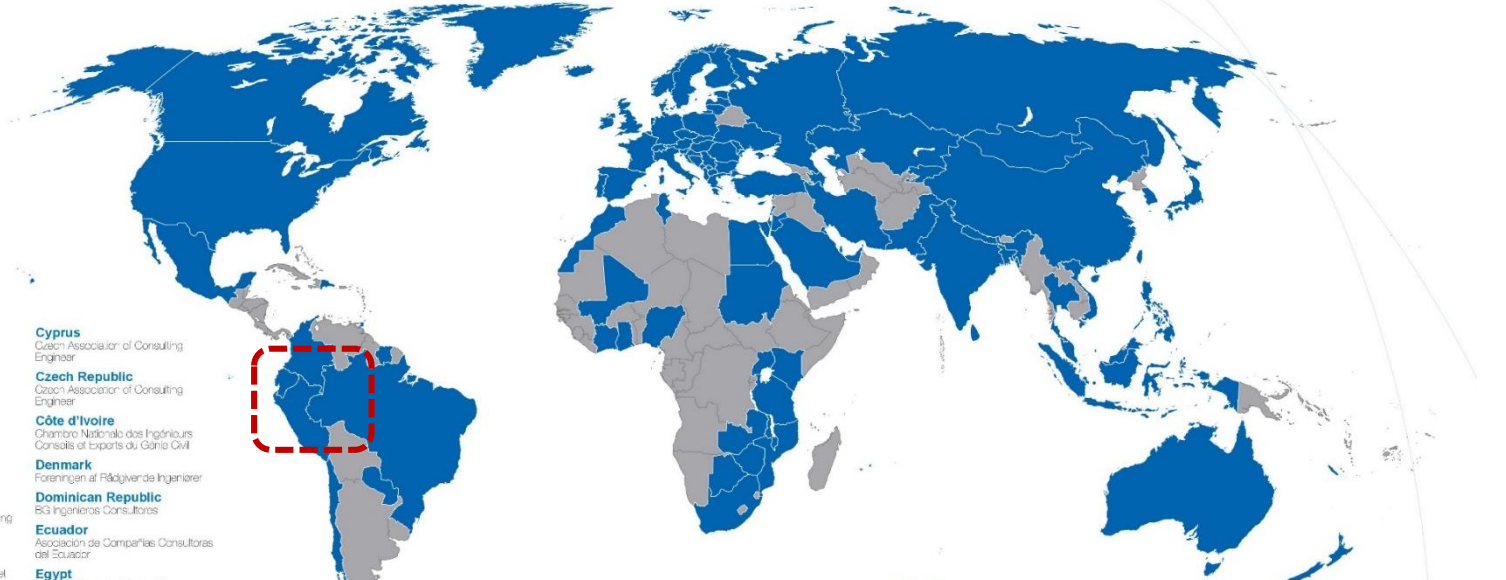 ng
el
Cyprus
Czech Association of Consulting
Engineer
Czech Republic
Czech Association of Consulting
Engineer
Côte d'Ivoire
Chambre Nationale des Ingénieurs
Conseils et Experts du Génie Civil
Denmark
Foreningen af Rådgivende Ingeniører
Dominican Republic
BG Ingenieros Consultores
Ecuador
Asociación de Compañías Consultoras
del Ecuador
Egypt